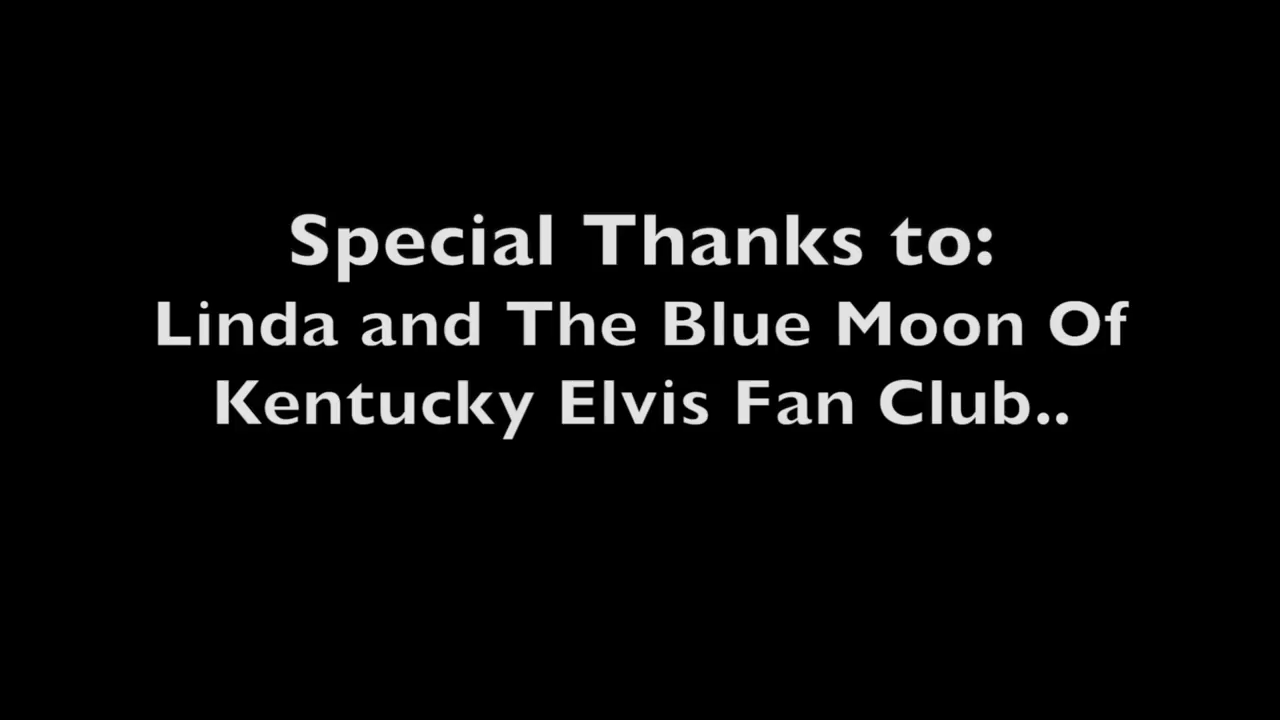 Special Thanks to:
Linda and The Blue Moon Of
Kentucky Elvis Fan Club..